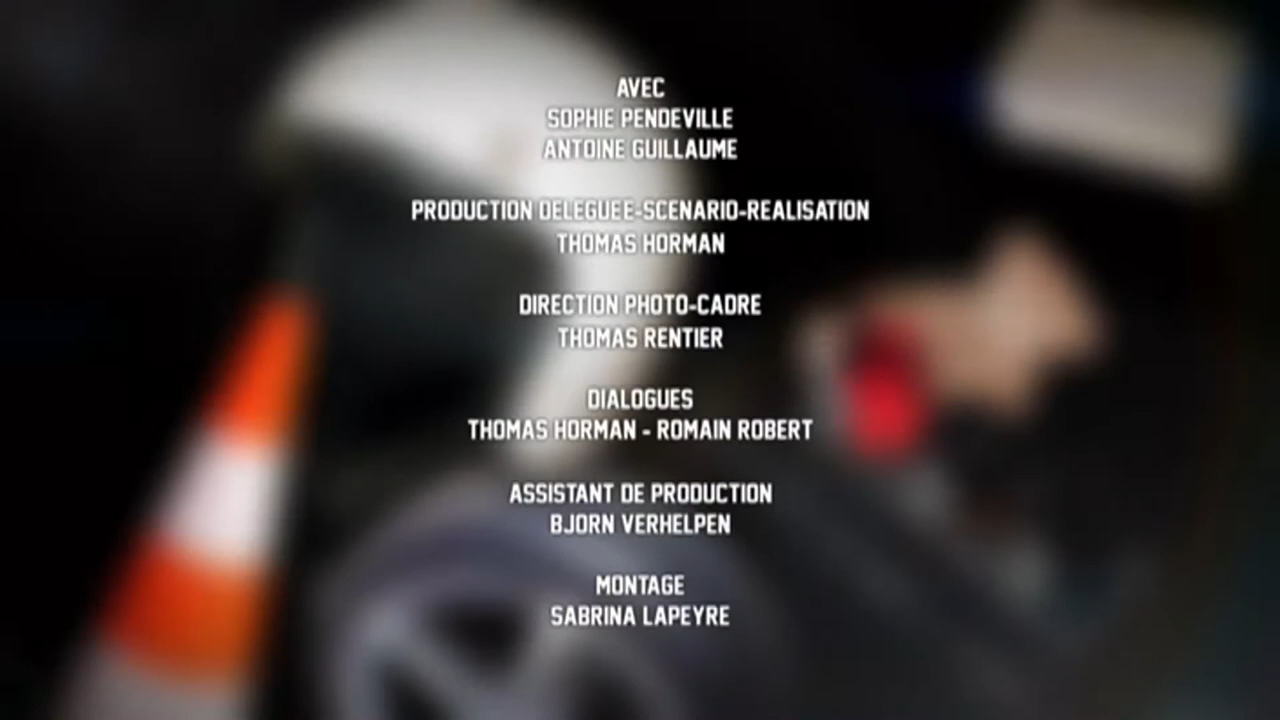 AVEC
SOPHIE PENDEVILLE
ANTOINE GUILLAUME
PRODUCTION DELEGUEE-SCENARIO-REALISATION
THOMAS HORMAN
DIRECTION PHOTO-CADRE
THOMAS RENTIER
DIALOGUES
THOMAS HORMAN - ROMAIN ROBERT
ASSISTANT DE PRODUCTION
BJORN VERHELPEN
MONTAGE
SABRINA LAPEYRE